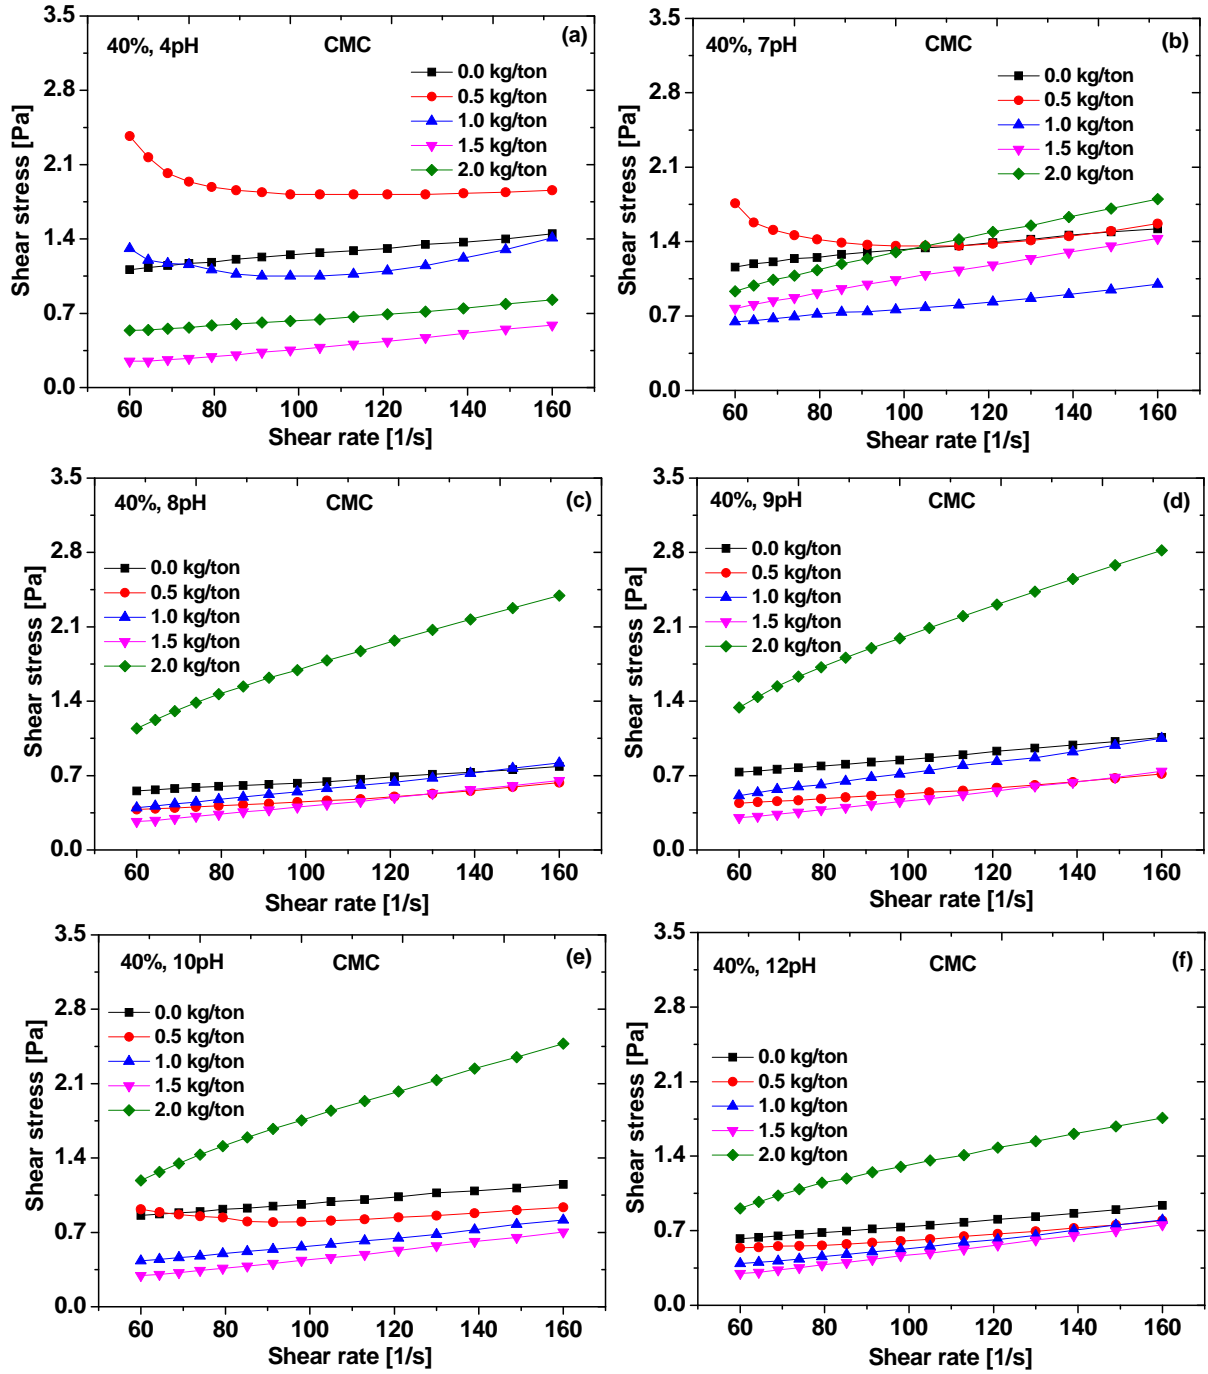 40%, 4pH CMC (a)
0.0 kg/ton
0.5 kg/ton
1.0 kg/ton
1.5 kg/ton
2.0 kg/ton
Shear stress [Pa]
3.5
2.8
2.1
1.4
0.7
0.0
60 80 100 120 140 160
Shear rate [1/s]
40%, 7pH CMC (b)
0.0 kg/ton
0.5 kg/ton
1.0 kg/ton
1.5 kg/ton
2.0 kg/ton
Shear stress [Pa]
3.5
2.8
2.1
1.4
0.7
0.0
60 80 100 120 140 160
Shear rate [1/s]
40%, 8pH CMC (c)
0.0 kg/ton
0.5 kg/ton
1.0 kg/ton
1.5 kg/ton
2.0 kg/ton
Shear stress [Pa]
3.5
2.8
2.1
1.4
0.7
0.0
60 80 100 120 140 160
Shear rate [1/s]
40%, 9pH CMC (d)
0.0 kg/ton
0.5 kg/ton
1.0 kg/ton
1.5 kg/ton
2.0 kg/ton
Shear stress [Pa]
3.5
2.8
2.1
1.4
0.7
0.0
60 80 100 120 140 160
Shear rate [1/s]
40%, 10pH CMC (e)
0.0 kg/ton
0.5 kg/ton
1.0 kg/ton
1.5 kg/ton
2.0 kg/ton
Shear stress [Pa]
3.5
2.8
2.1
1.4
0.7
0.0
60 80 100 120 140 160
Shear rate [1/s]
40%, 12pH CMC (f)
0.0 kg/ton
0.5 kg/ton
1.0 kg/ton
1.5 kg/ton
2.0 kg/ton
Shear stress [Pa]
3.5
2.8
2.1
1.4
0.7
0.0
60 80 100 120 140 160
Shear rate [1/s]